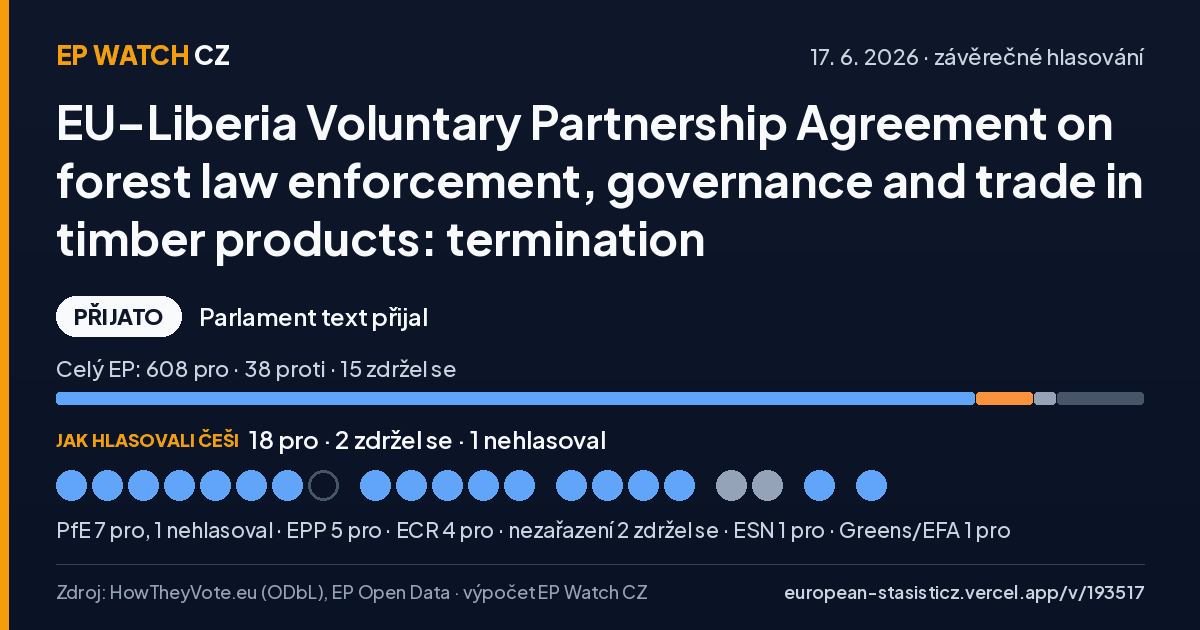 EP WATCH CZ
17. 6. 2026 · závěrečné hlasování
EU–Liberia Voluntary Partnership Agreement on
forest law enforcement, governance and trade in
timber products: termination
PŘIJATO Parlament text přijal
Celý EP: 608 pro · 38 proti · 15 zdržel se
JAK HLASOVALI ČEŠI 18 pro · 2 zdržel se · 1 nehlasoval
PfE 7 pro, 1 nehlasoval · EPP 5 pro · ECR 4 pro · nezařazení 2 zdržel se · ESN 1 pro · Greens/EFA 1 pro
Zdroj: HowTheyVote.eu (ODbL), EP Open Data · výpočet EP Watch CZ
european-stasisticz.vercel.app/v/193517